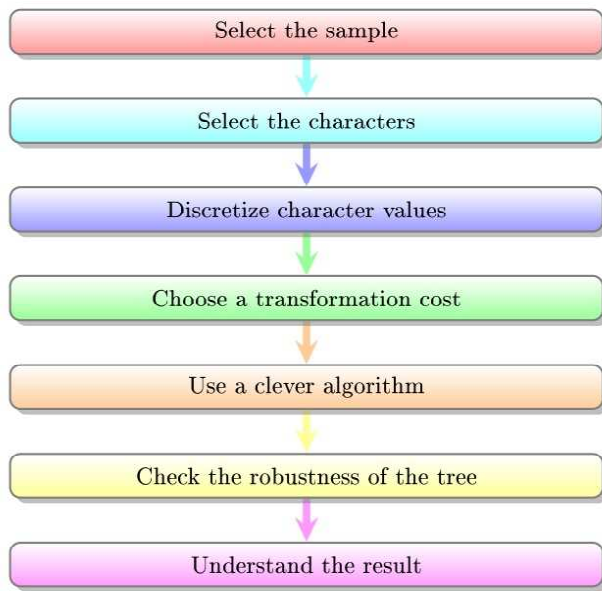 Select the sample
Select the characters
Discretize character values
Choose a transformation cost
Use a clever algorithm
Check the robustness of the tree
Understand the result